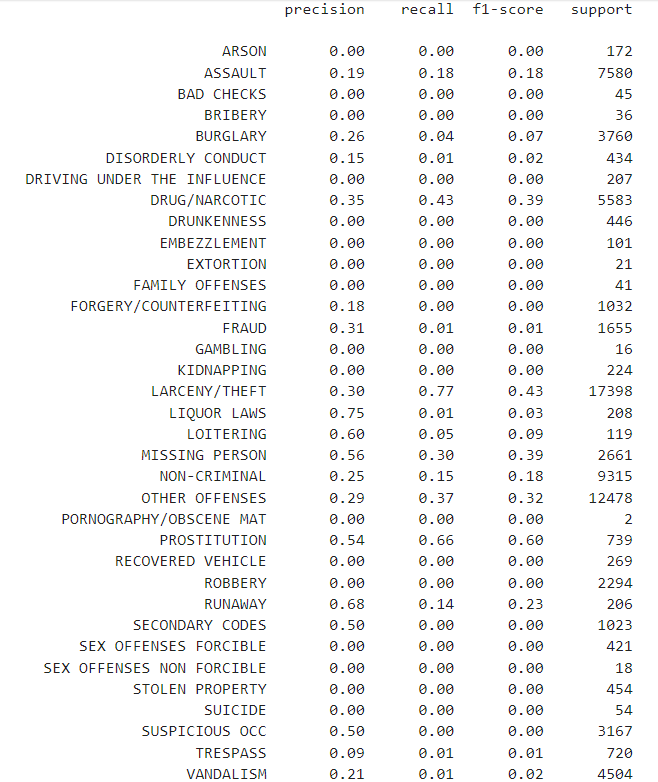 precision recall f1-score support
ARSON 0.00 0.00 0.00 172
ASSAULT 0.19 0.18 0.18 7580
BAD CHECKS 0.00 0.00 0.00 45
BRIBERY 0.00 0.00 0.00 36
BURGLARY 0.26 0.04 0.07 3760
DISORDERLY CONDUCT 0.15 0.01 0.02 434
DRIVING UNDER THE INFLUENCE 0.00 0.00 0.00 207
DRUG/NARCOTIC 0.35 0.43 0.39 5583
DRUNKENNESS 0.00 0.00 0.00 446
EMBEZZLEMENT 0.00 0.00 0.00 101
EXTORTION 0.00 0.00 0.00 21
FAMILY OFFENSES 0.00 0.00 0.00 41
FORGERY/COUNTERFEITING 0.18 0.00 0.00 1032
FRAUD 0.31 0.01 0.01 1655
GAMBLING 0.00 0.00 0.00 16
KIDNAPPING 0.00 0.00 0.00 224
LARCENY/THEFT 0.30 0.77 0.43 17398
LIQUOR LAWS 0.75 0.01 0.03 208
LOITERING 0.60 0.05 0.09 119
MISSING PERSON 0.56 0.30 0.39 2661
NON-CRIMINAL 0.25 0.15 0.18 9315
OTHER OFFENSES 0.29 0.37 0.32 12478
PORNOGRAPHY/OBSCENE MAT 0.00 0.00 0.00 2
PROSTITUTION 0.54 0.66 0.60 739
RECOVERED VEHICLE 0.00 0.00 0.00 269
ROBBERY 0.00 0.00 0.00 2294
RUNAWAY 0.68 0.14 0.23 206
SECONDARY CODES 0.50 0.00 0.00 1023
SEX OFFENSES FORCIBLE 0.00 0.00 0.00 421
SEX OFFENSES NON FORCIBLE 0.00 0.00 0.00 18
STOLEN PROPERTY 0.00 0.00 0.00 454
SUICIDE 0.00 0.00 0.00 54
SUSPICIOUS OCC 0.50 0.00 0.00 3167
TRESPASS 0.09 0.01 0.01 720
VANDALISM 0.21 0.01 0.02 4504